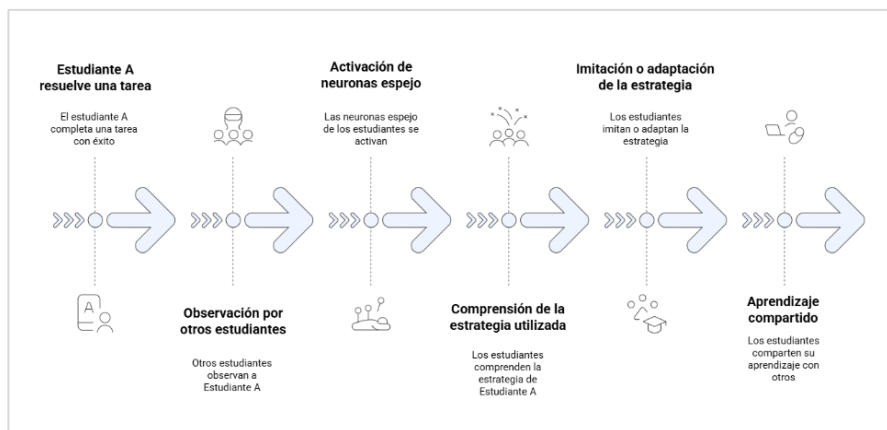 Estudiante A
resuelve una tarea
El estudiante A
completa una tarea
con éxito
Observación por
otros estudiantes
Otros estudiantes
observan a
Estudiante A
Activación de
neuronas espejo
Las neuronas espejo
de los estudiantes se
activan
Comprensión de la
estrategia utilizada
Los estudiantes
comprenden la
estrategia de
Estudiante A
Imitación o adaptación
de la estrategia
Los estudiantes
imitan o adaptan la
estrategia
Aprendizaje
compartido
Los estudiantes
comparten su
aprendizaje con
otros
A